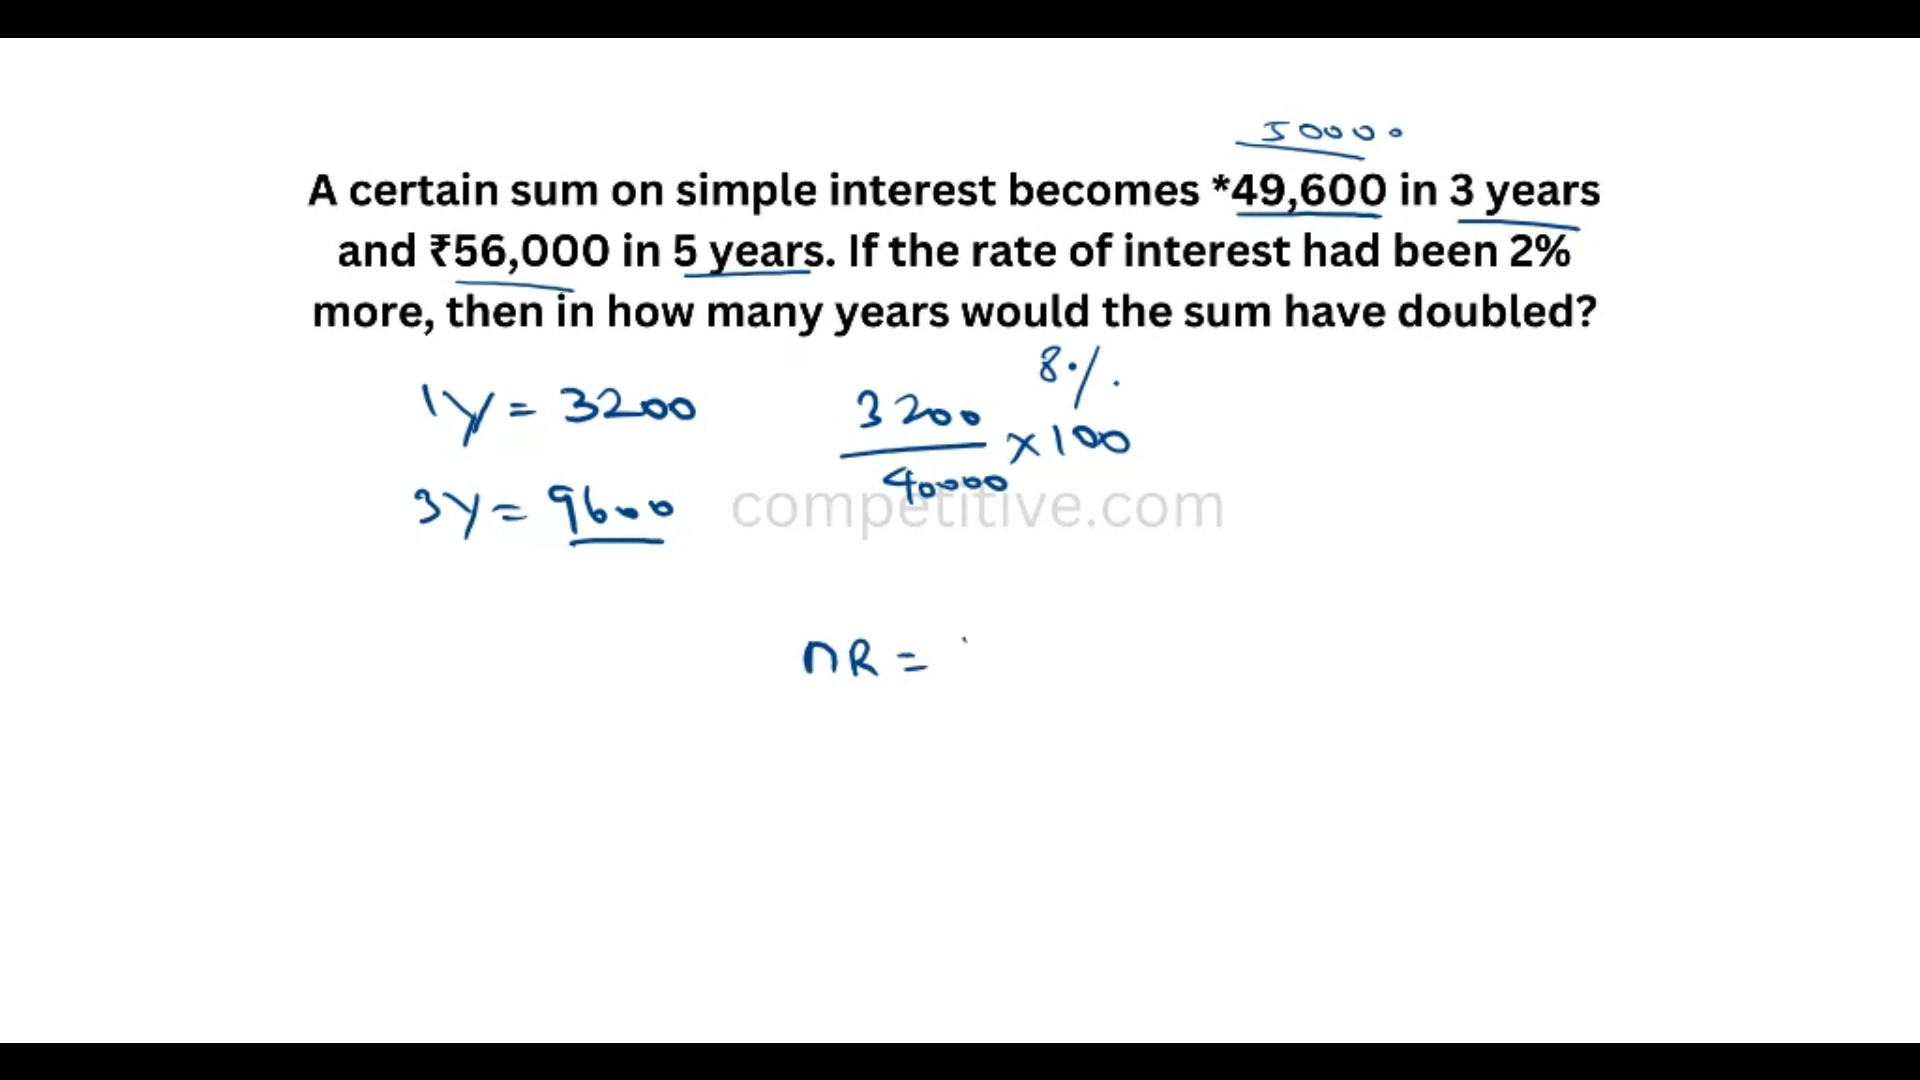 50000
A certain sum on simple interest becomes *49,600 in 3 years
and ₹56,000 in 5 years. If the rate of interest had been 2%
more, then in how many years would the sum have doubled?
8%
1y = 3200
3200
40000
×100
3y = 9600
competitive.com
nR =